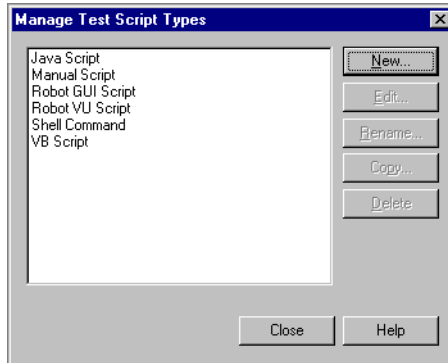 Manage Test Script Types
Java Script
Manual Script
Robot GUI Script
Robot VU Script
Shell Command
VB Script
New...
Edit...
Rename...
Copy...
Delete
Close
Help